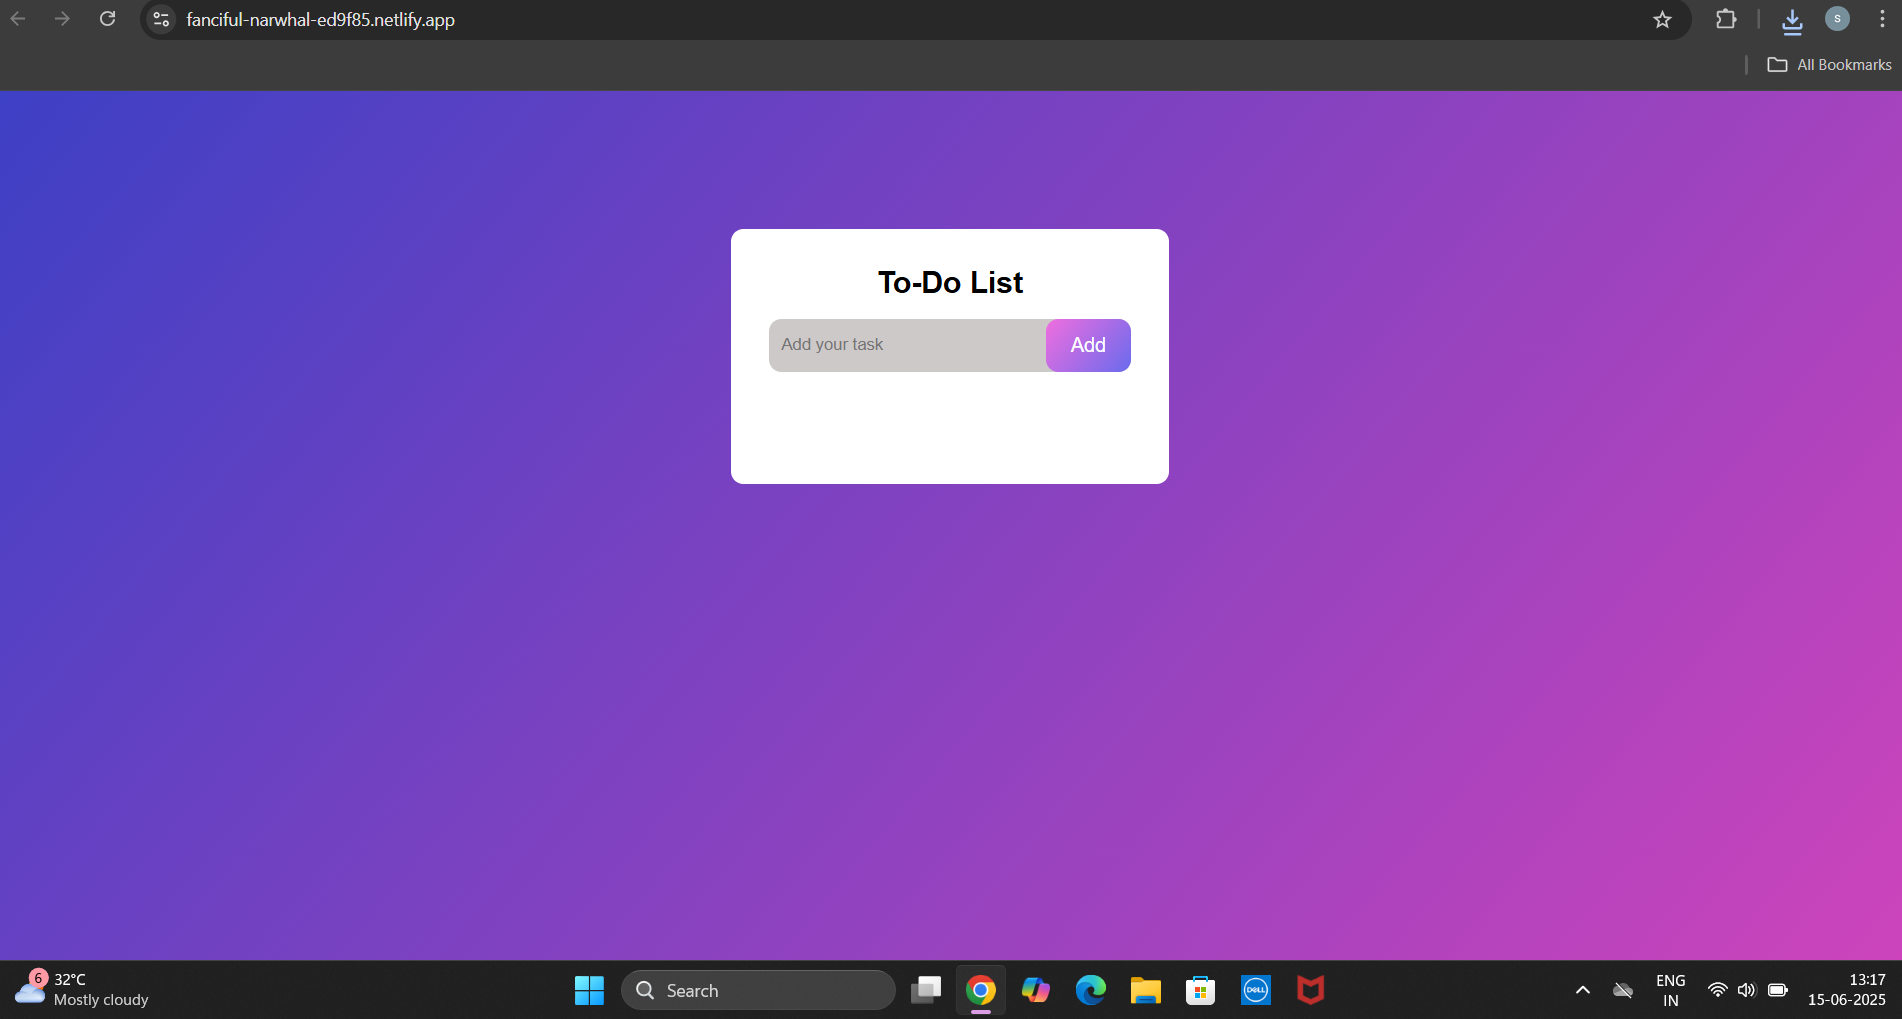 fanciful-narwhal-ed9f85.netlify.app
S
All Bookmarks
To-Do List
Add your task
Add
6
32°C
Mostly cloudy
Search
DELL
ENG
IN
13:17
15-06-2025